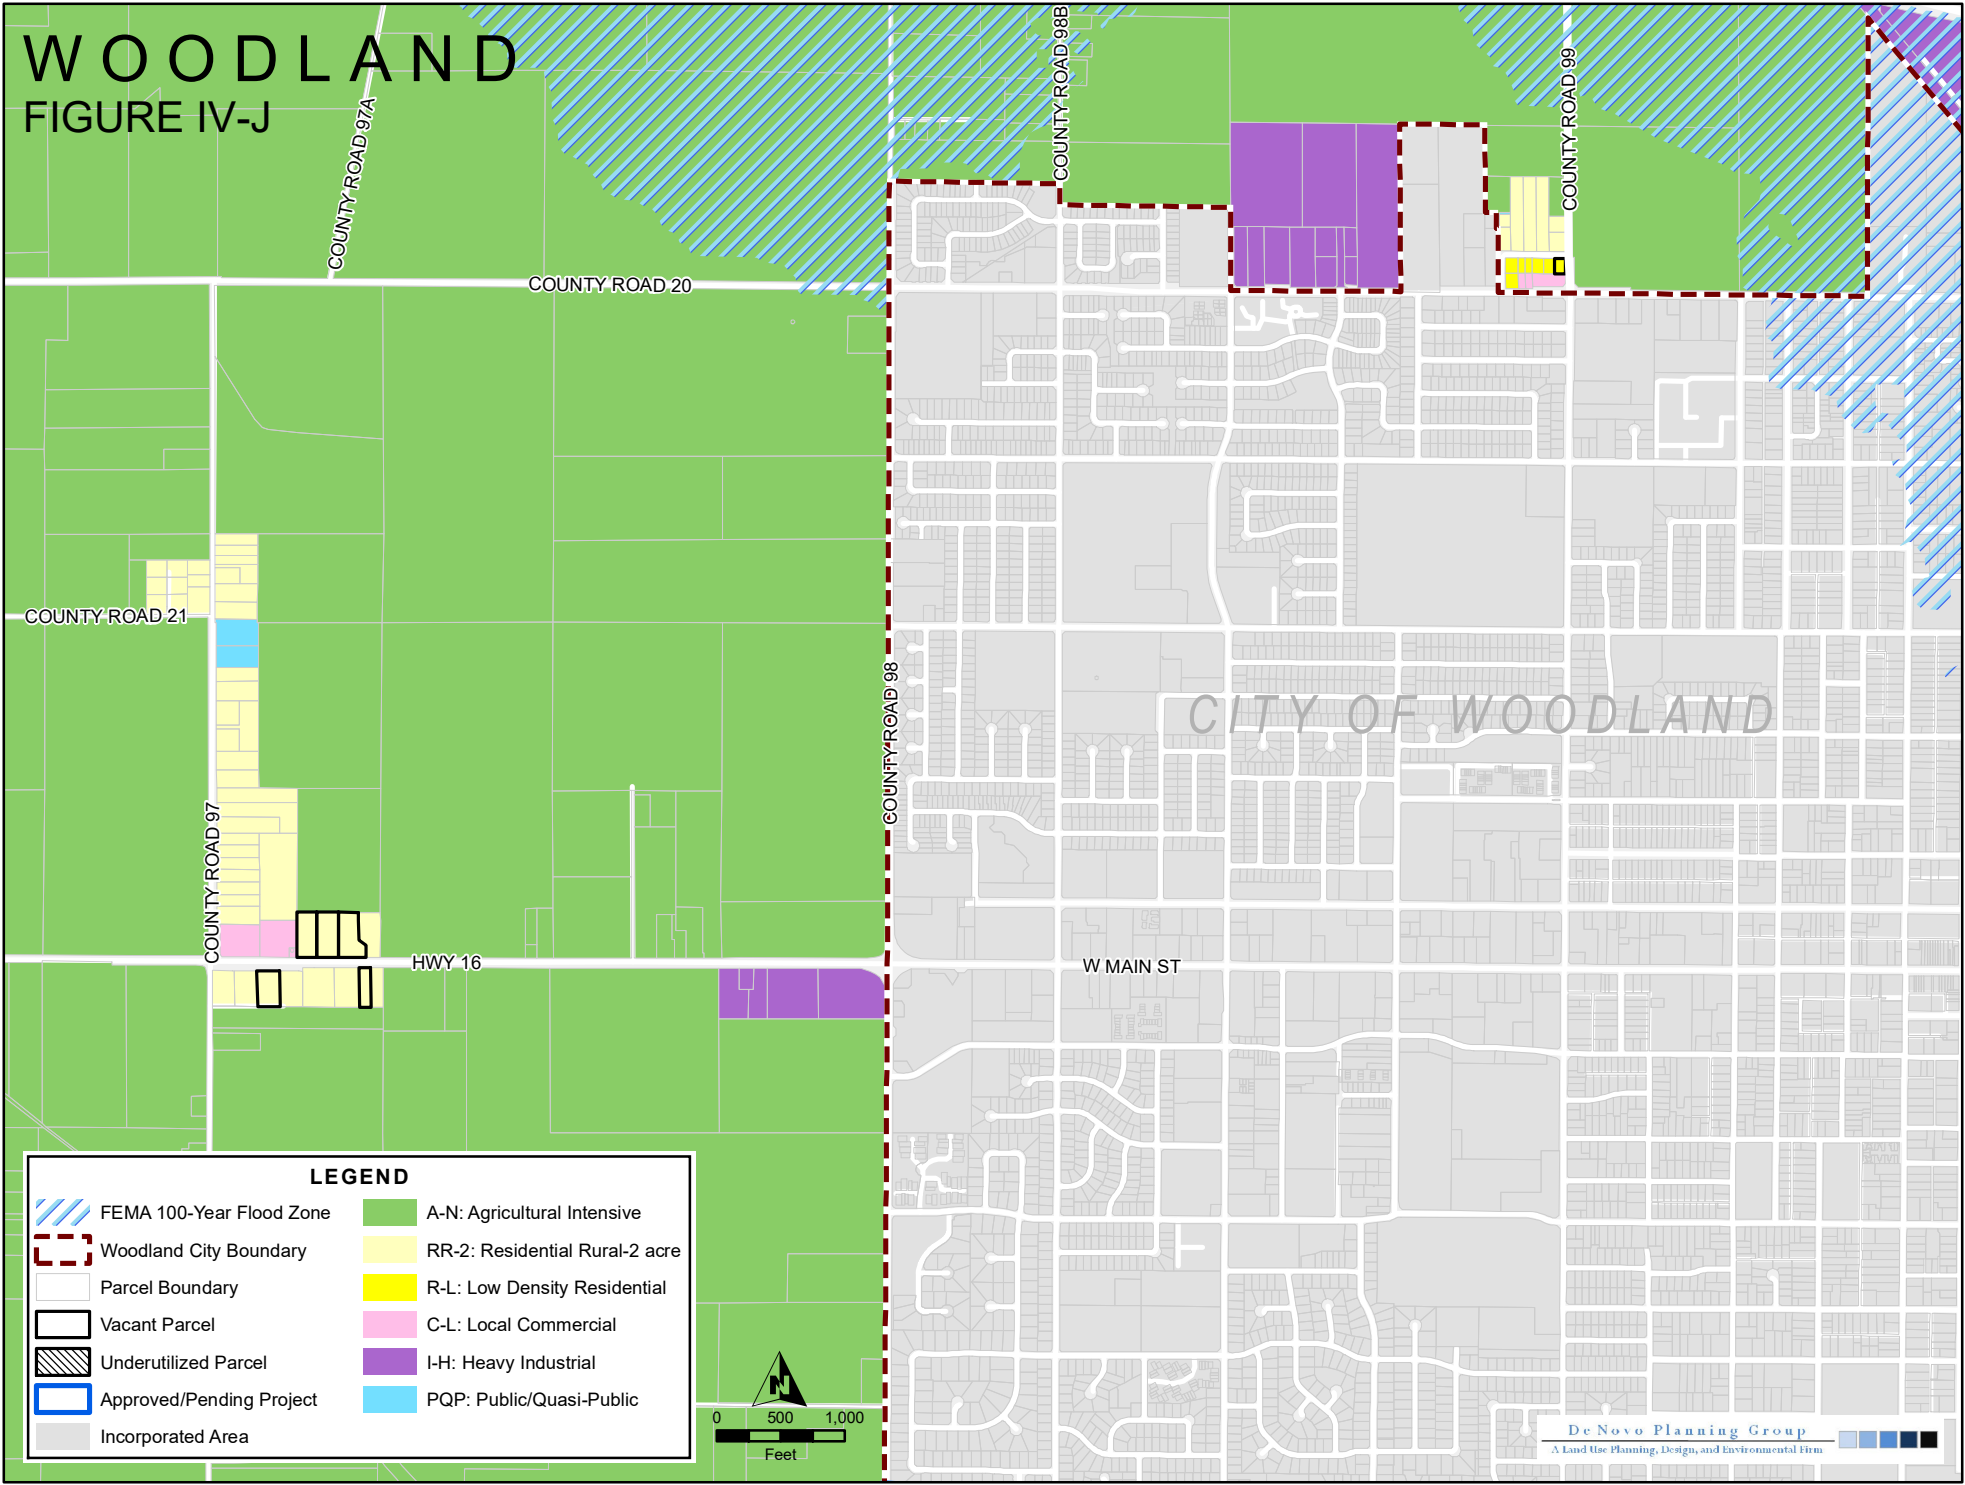 WOODLAND
FIGURE IV-J
COUNTY ROAD 97A
COUNTY ROAD 98B
COUNTY ROAD 99
COUNTY ROAD 20
COUNTY ROAD 21
COUNTY ROAD 98
CITY OF WOODLAND
COUNTY ROAD 97
HWY 16
W MAIN ST
LEGEND
FEMA 100-Year Flood Zone
Woodland City Boundary
Parcel Boundary
Vacant Parcel
Underutilized Parcel
Approved/Pending Project
Incorporated Area
A-N: Agricultural Intensive
RR-2: Residential Rural-2 acre
R-L: Low Density Residential
C-L: Local Commercial
I-H: Heavy Industrial
PQP: Public/Quasi-Public
N
0 500 1,000
Feet
De Novo Planning Group
A Land Use Planning, Design, and Environmental Firm